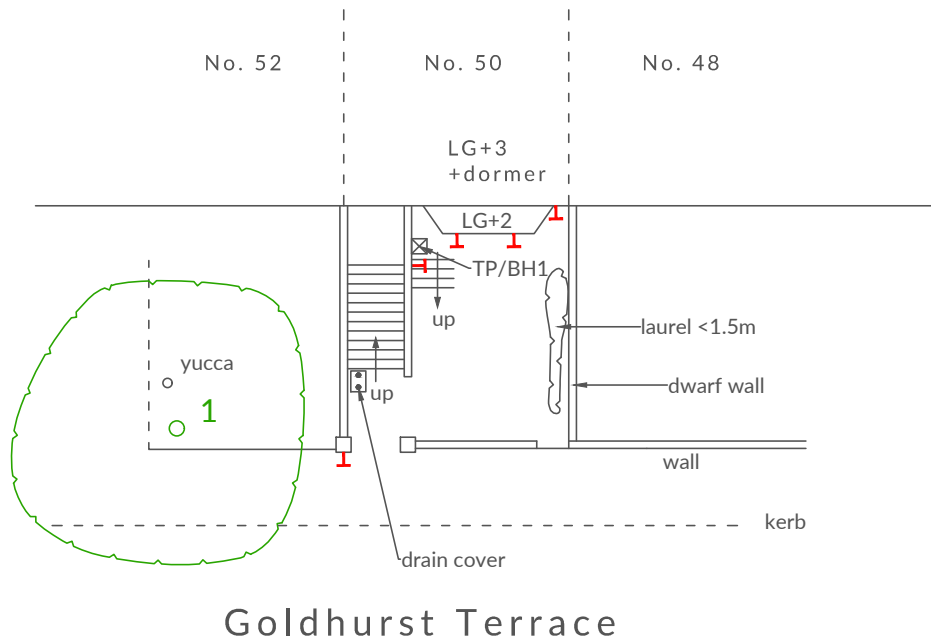 No. 52
No. 50
No. 48
LG+3
+dormer
LG+2
TP/BH1
up
laurel <1.5m
yucca
1
up
dwarf wall
wall
kerb
drain cover
Goldhurst Terrace